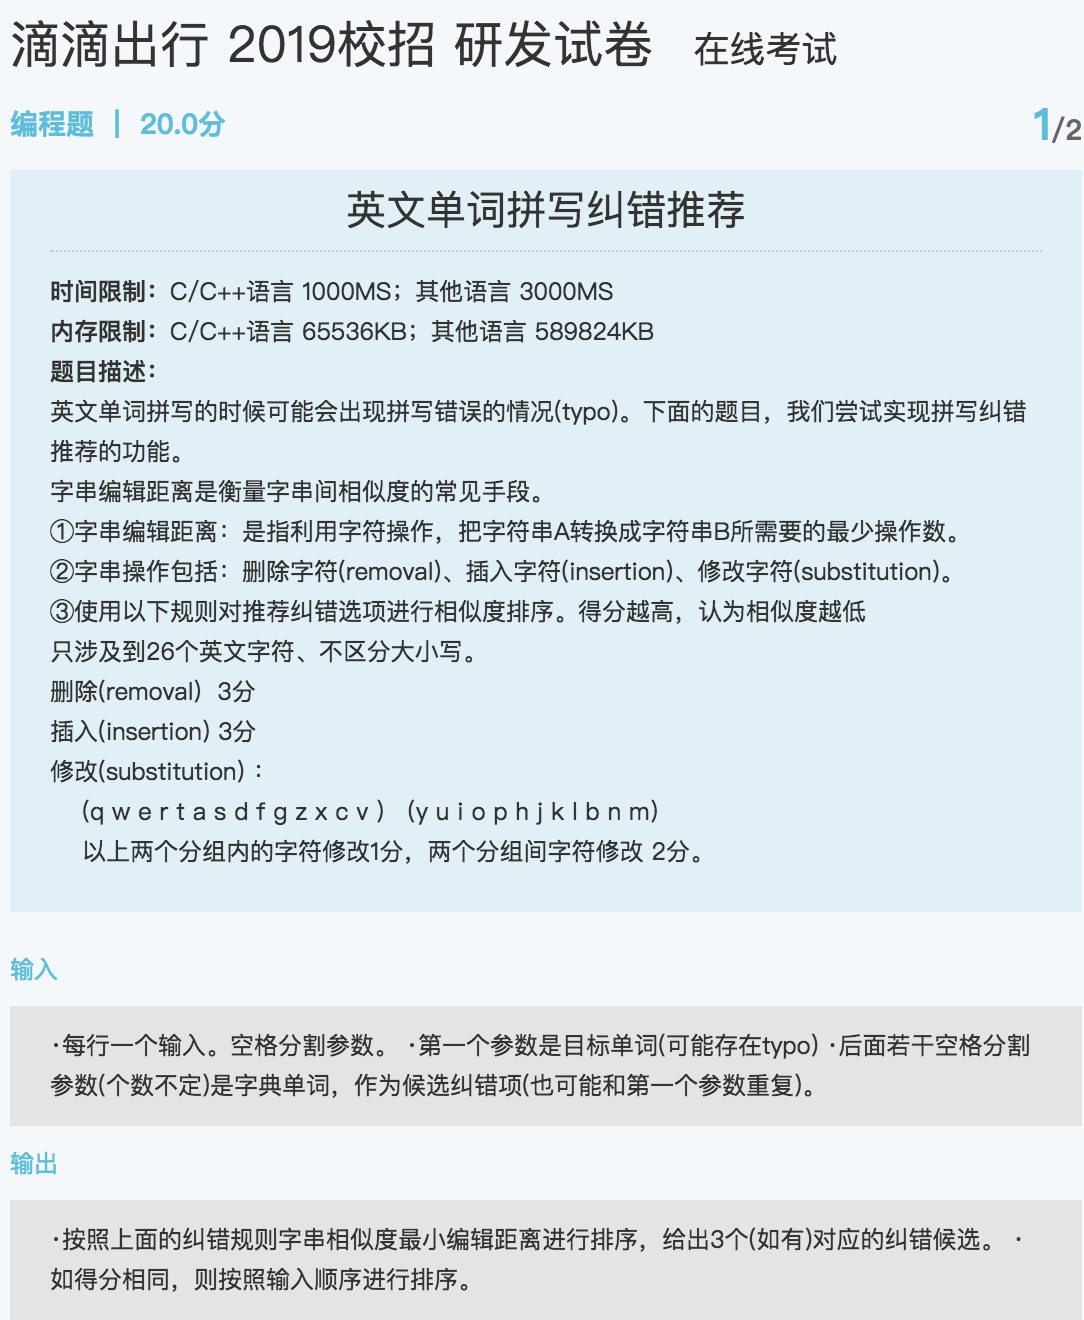 滴滴出行 2019校招 研发试卷 在线考试
编程题 | 20.0分 1/2
英文单词拼写纠错推荐
时间限制：C/C++语言 1000MS；其他语言 3000MS
内存限制：C/C++语言 65536KB；其他语言 589824KB
题目描述：
英文单词拼写的时候可能会出现拼写错误的情况(typo)。下面的题目，我们尝试实现拼写纠错
推荐的功能。
字串编辑距离是衡量字串间相似度的常见手段。
①字串编辑距离：是指利用字符操作，把字符串A转换成字符串B所需要的最少操作数。
②字串操作包括：删除字符(removal)、插入字符(insertion)、修改字符(substitution)。
③使用以下规则对推荐纠错选项进行相似度排序。得分越高，认为相似度越低
只涉及到26个英文字符、不区分大小写。
删除(removal）3分
插入(insertion) 3分
修改(substitution)：
(q w e r t a s d f g z x c v ) (y u i o p h j k l b n m)
以上两个分组内的字符修改1分，两个分组间字符修改 2分。
输入
·每行一个输入。空格分割参数。 ·第一个参数是目标单词(可能存在typo) ·后面若干空格分割
参数(个数不定)是字典单词，作为候选纠错项(也可能和第一个参数重复)。
输出
·按照上面的纠错规则字串相似度最小编辑距离进行排序，给出3个(如有)对应的纠错候选。 ·
如得分相同，则按照输入顺序进行排序。